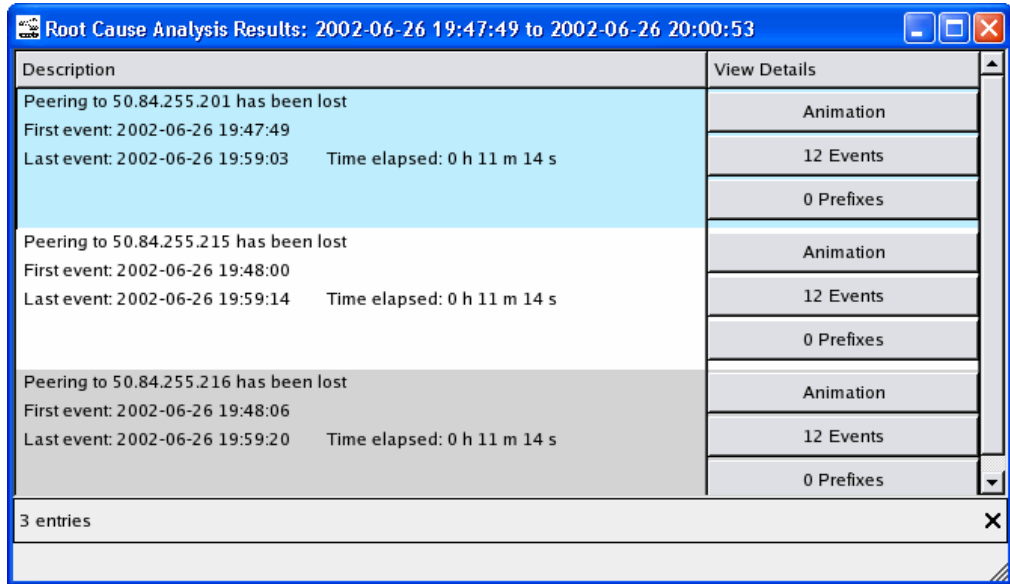 Root Cause Analysis Results: 2002-06-26 19:47:49 to 2002-06-26 20:00:53
Description View Details
Peering to 50.84.255.201 has been lost
First event: 2002-06-26 19:47:49
Last event: 2002-06-26 19:59:03 Time elapsed: 0 h 11 m 14 s
Animation
12 Events
0 Prefixes
Peering to 50.84.255.215 has been lost
First event: 2002-06-26 19:48:00
Last event: 2002-06-26 19:59:14 Time elapsed: 0 h 11 m 14 s
Animation
12 Events
0 Prefixes
Peering to 50.84.255.216 has been lost
First event: 2002-06-26 19:48:06
Last event: 2002-06-26 19:59:20 Time elapsed: 0 h 11 m 14 s
Animation
12 Events
0 Prefixes
3 entries